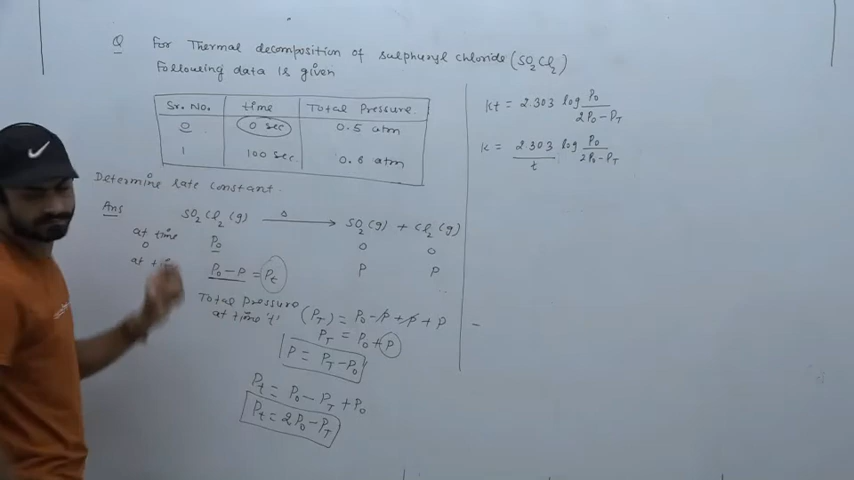 Q For Thermal decomposition of sulphuryl chloride (SO₂Cl₂)
Following data is given
Sr. No. time Total Pressure
0 0 sec 0.5 atm
1 100 sec 0.6 atm
Determine rate constant.
Ans SO₂Cl₂(g) Δ → SO₂(g) + Cl₂(g)
at time 0 P₀ 0 0
at P₀-P = Pt P P
Total pressure (PT) = P₀ - P + P + P
at time 't'
PT = P₀ + P
P = PT - P₀
Pt = P₀ - PT + P₀
Pt = 2P₀ - PT
Kt = 2.303 log P₀/2P₀-PT
K = 2.303/t log P₀/2P₀-PT